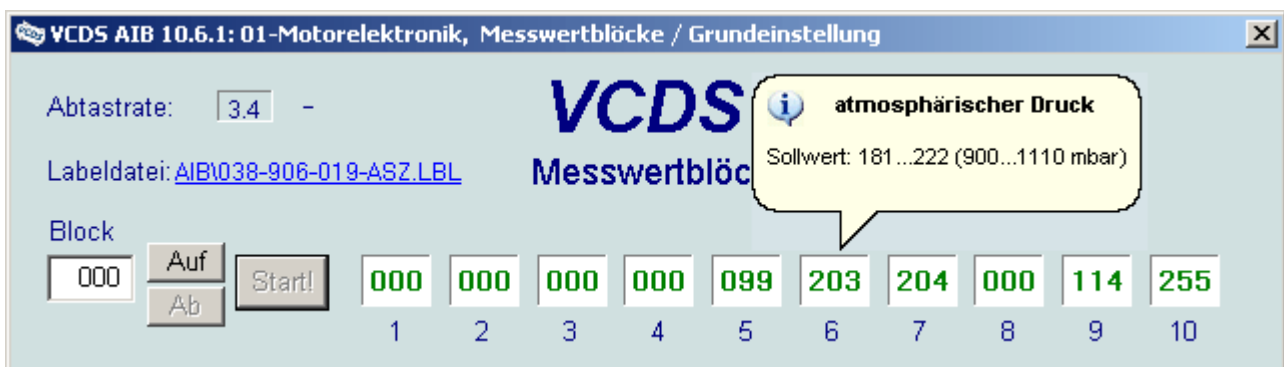 VCDS AIB 10.6.1: 01-Motorelektronik, Messwertblöcke / Grundeinstellung
Abtastrate: 3.4 -
VCDS
atmosphärischer Druck
Sollwert: 181...222 (900...1110 mbar)
Labeldatei: AIB\038-906-019-ASZ.LBL
Messwertblöc
Block
000
Auf
Ab
Start!
000 000 000 000 099 203 204 000 114 255
1 2 3 4 5 6 7 8 9 10